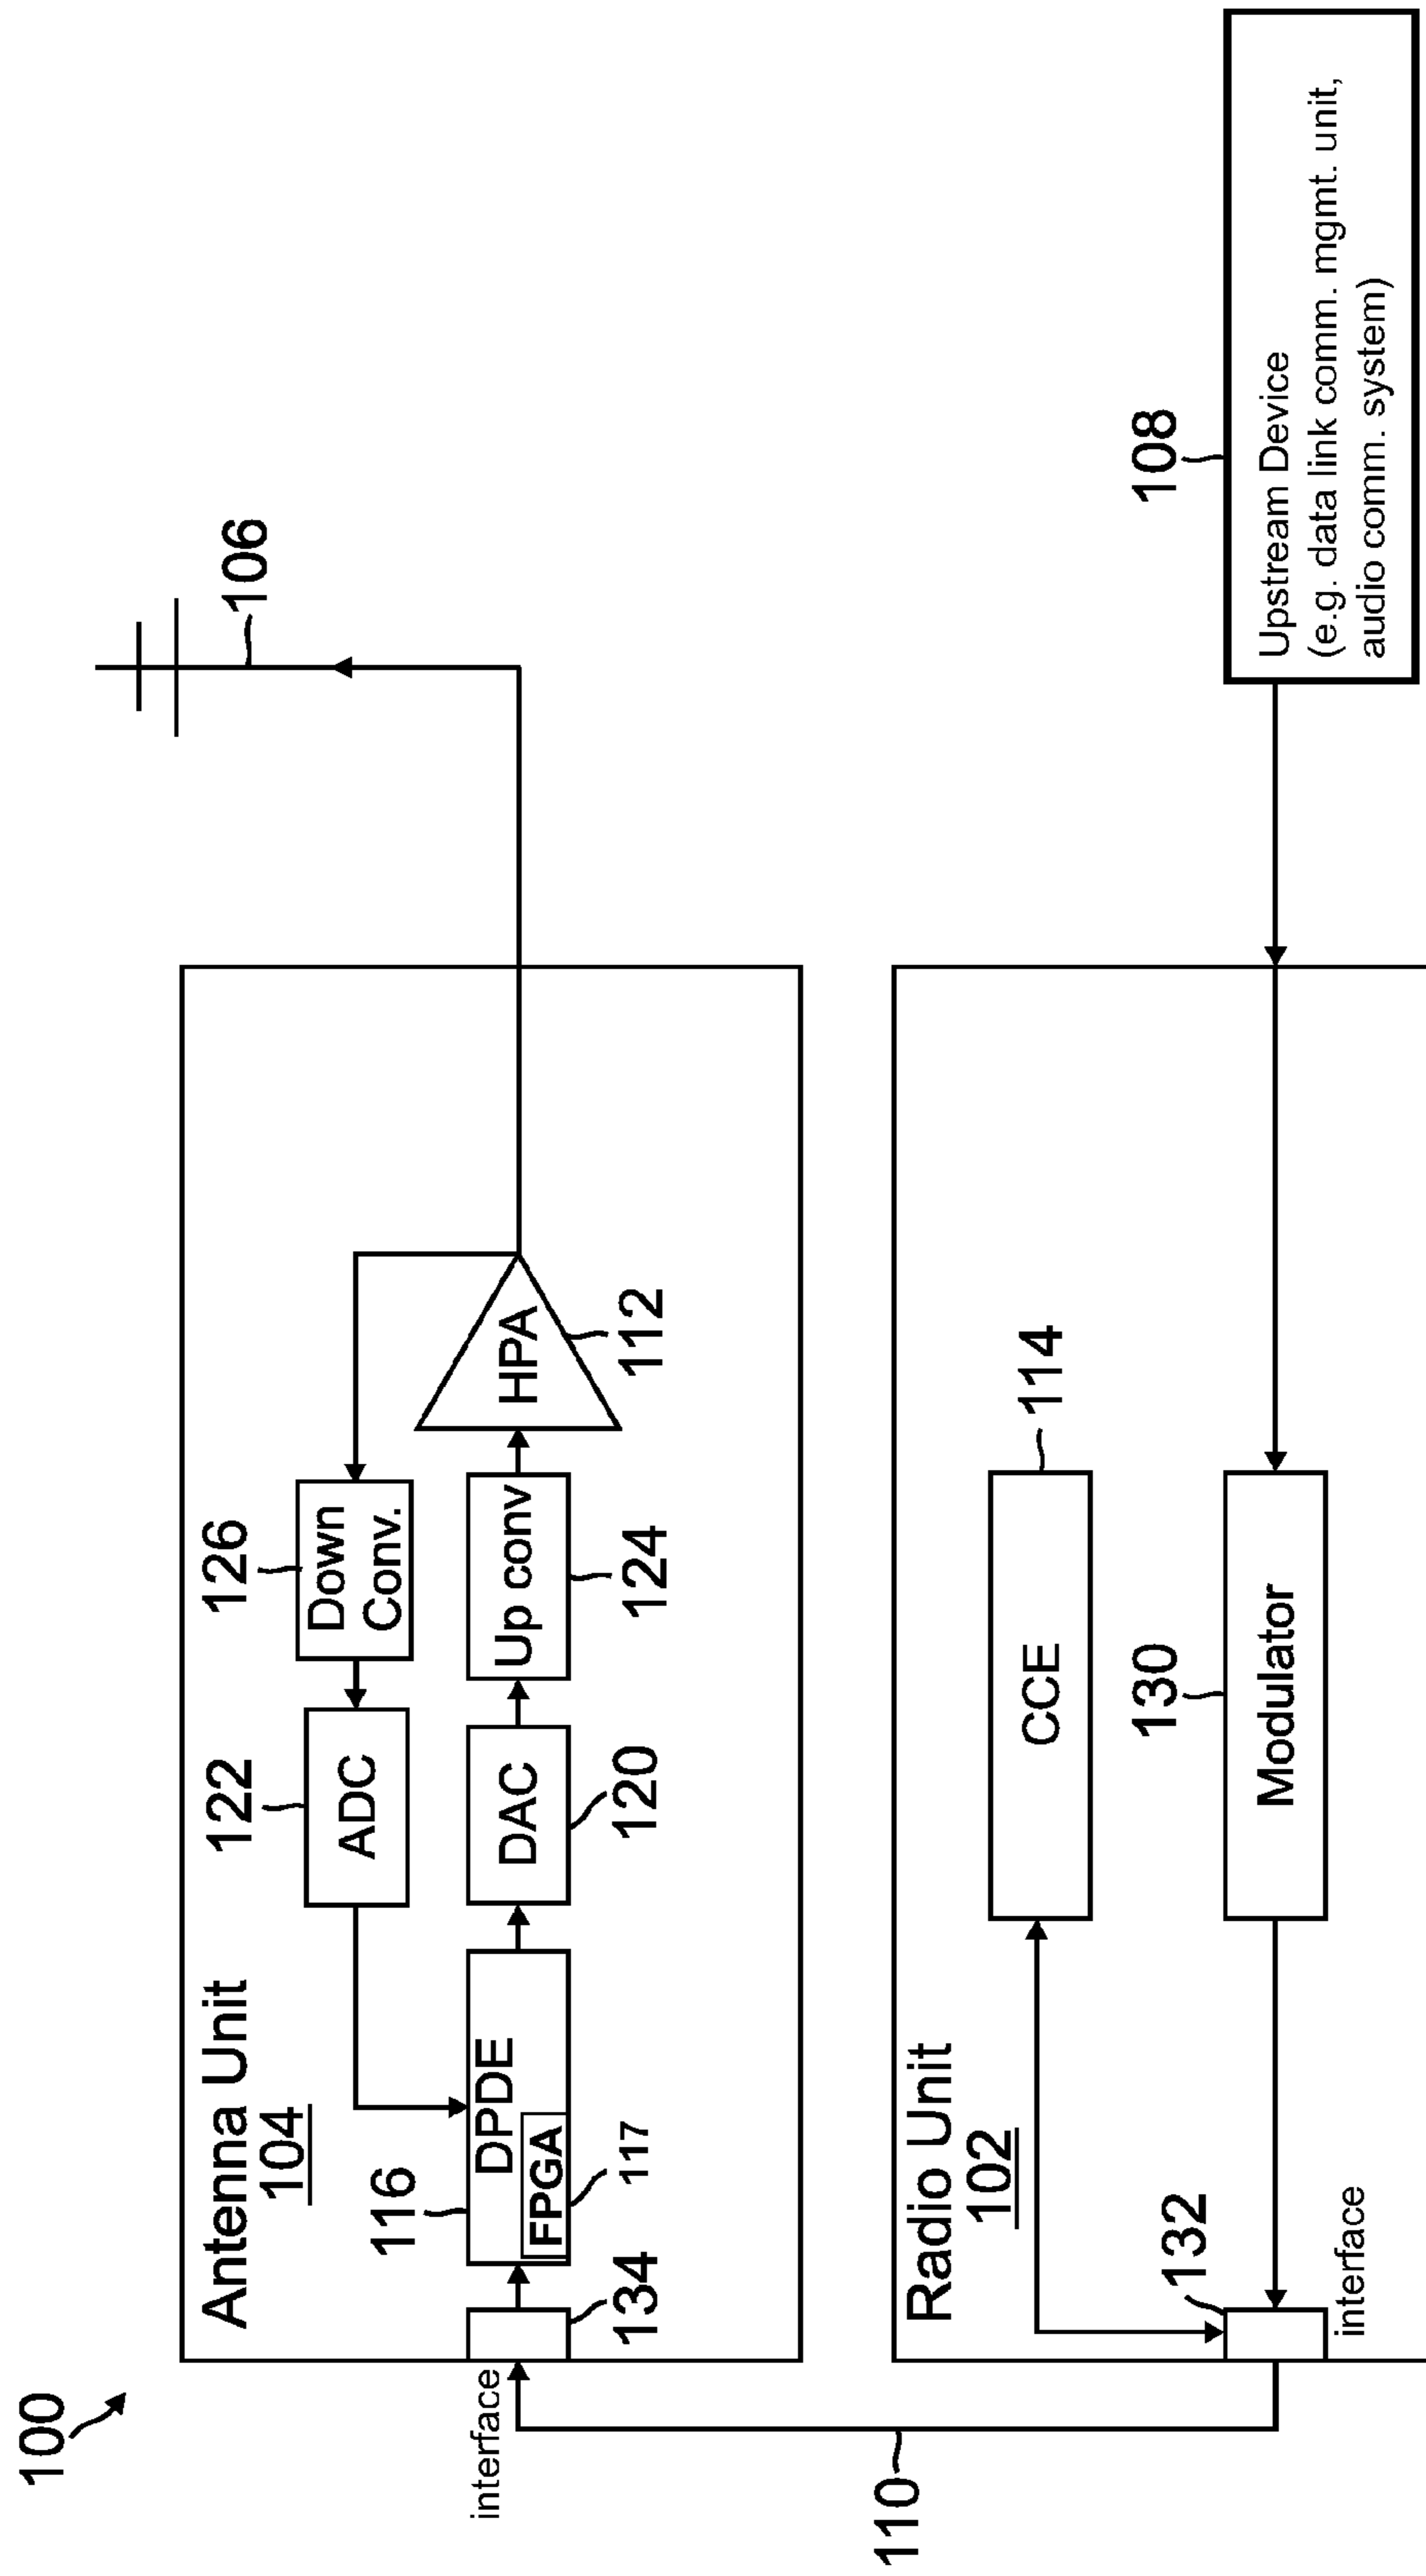 100
Antenna Unit
104
126
122
Down
Conv.
ADC
106
116
DPDE
FPGA
117
DAC
120
Up conv
124
HPA
112
134
interface
110
Radio Unit
102
CCE
114
130
Modulator
132
interface
108
Upstream Device
(e.g. data link comm. mgmt. unit,
audio comm. system)